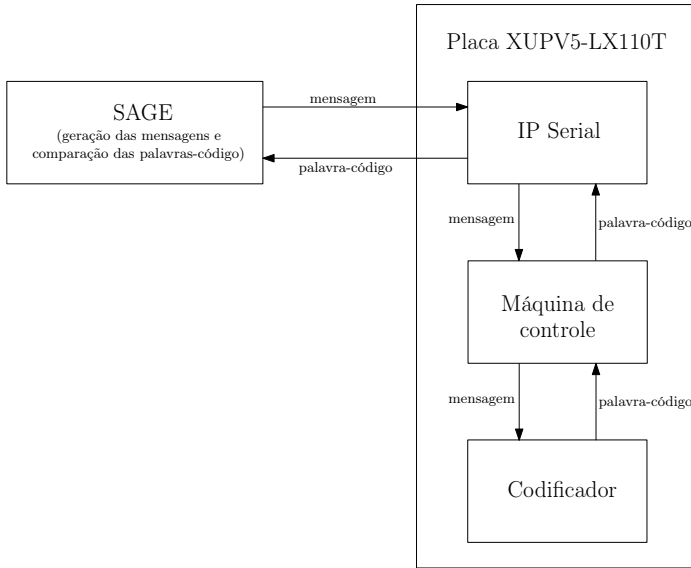 Placa XUPV5-LX110T
SAGE
(geração das mensagens e
comparação das palavras-código)
mensagem
palavra-código
IP Serial
mensagem
palavra-código
Máquina de
controle
mensagem
palavra-código
Codificador